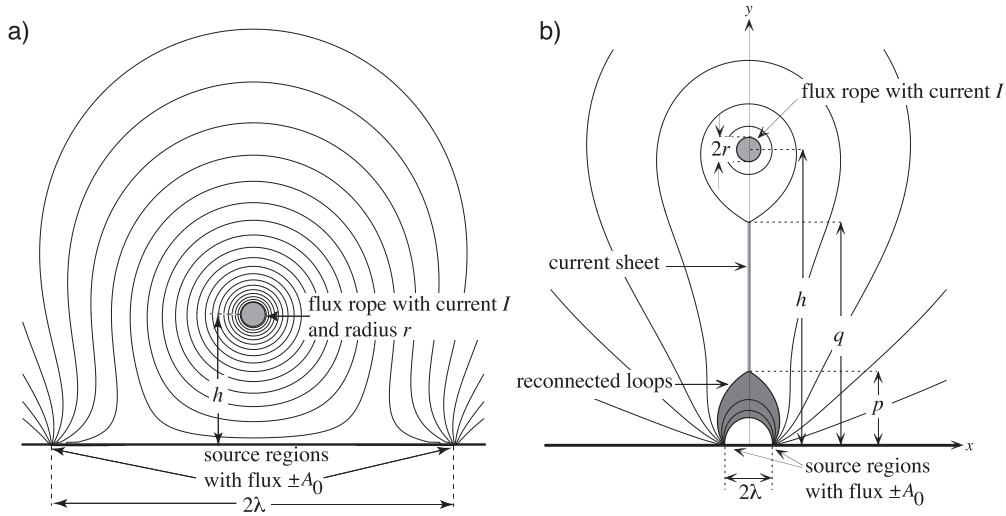 a)
flux rope with current I
and radius r
h
source regions
with flux ±A0
2λ
b)
y
flux rope with current I
2r
current sheet
h
q
reconnected loops
p
x
source regions
with flux ±A0
2λ